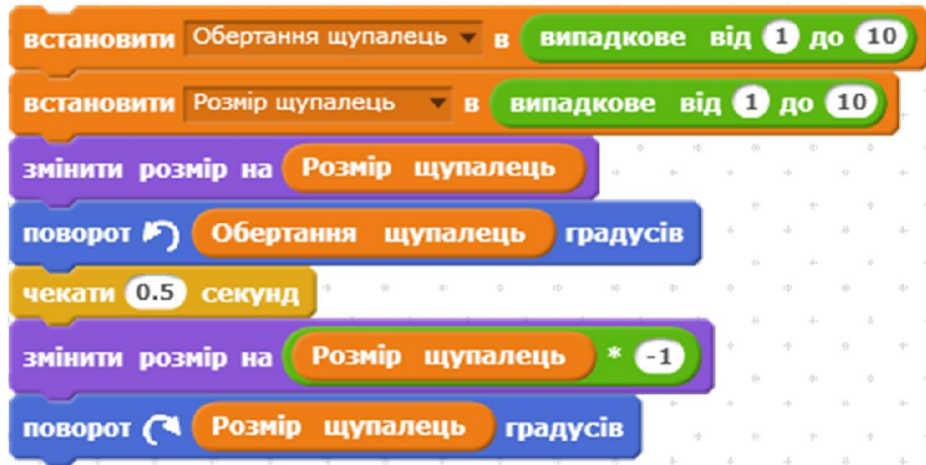 встановити Обертання щупалець в випадкове від 1 до 10
встановити Розмір щупалець в випадкове від 1 до 10
змінити розмір на Розмір щупалець
поворот Обертання щупалець градусів
чекати 0.5 секунд
змінити розмір на Розмір щупалець * -1
поворот Розмір щупалець градусів